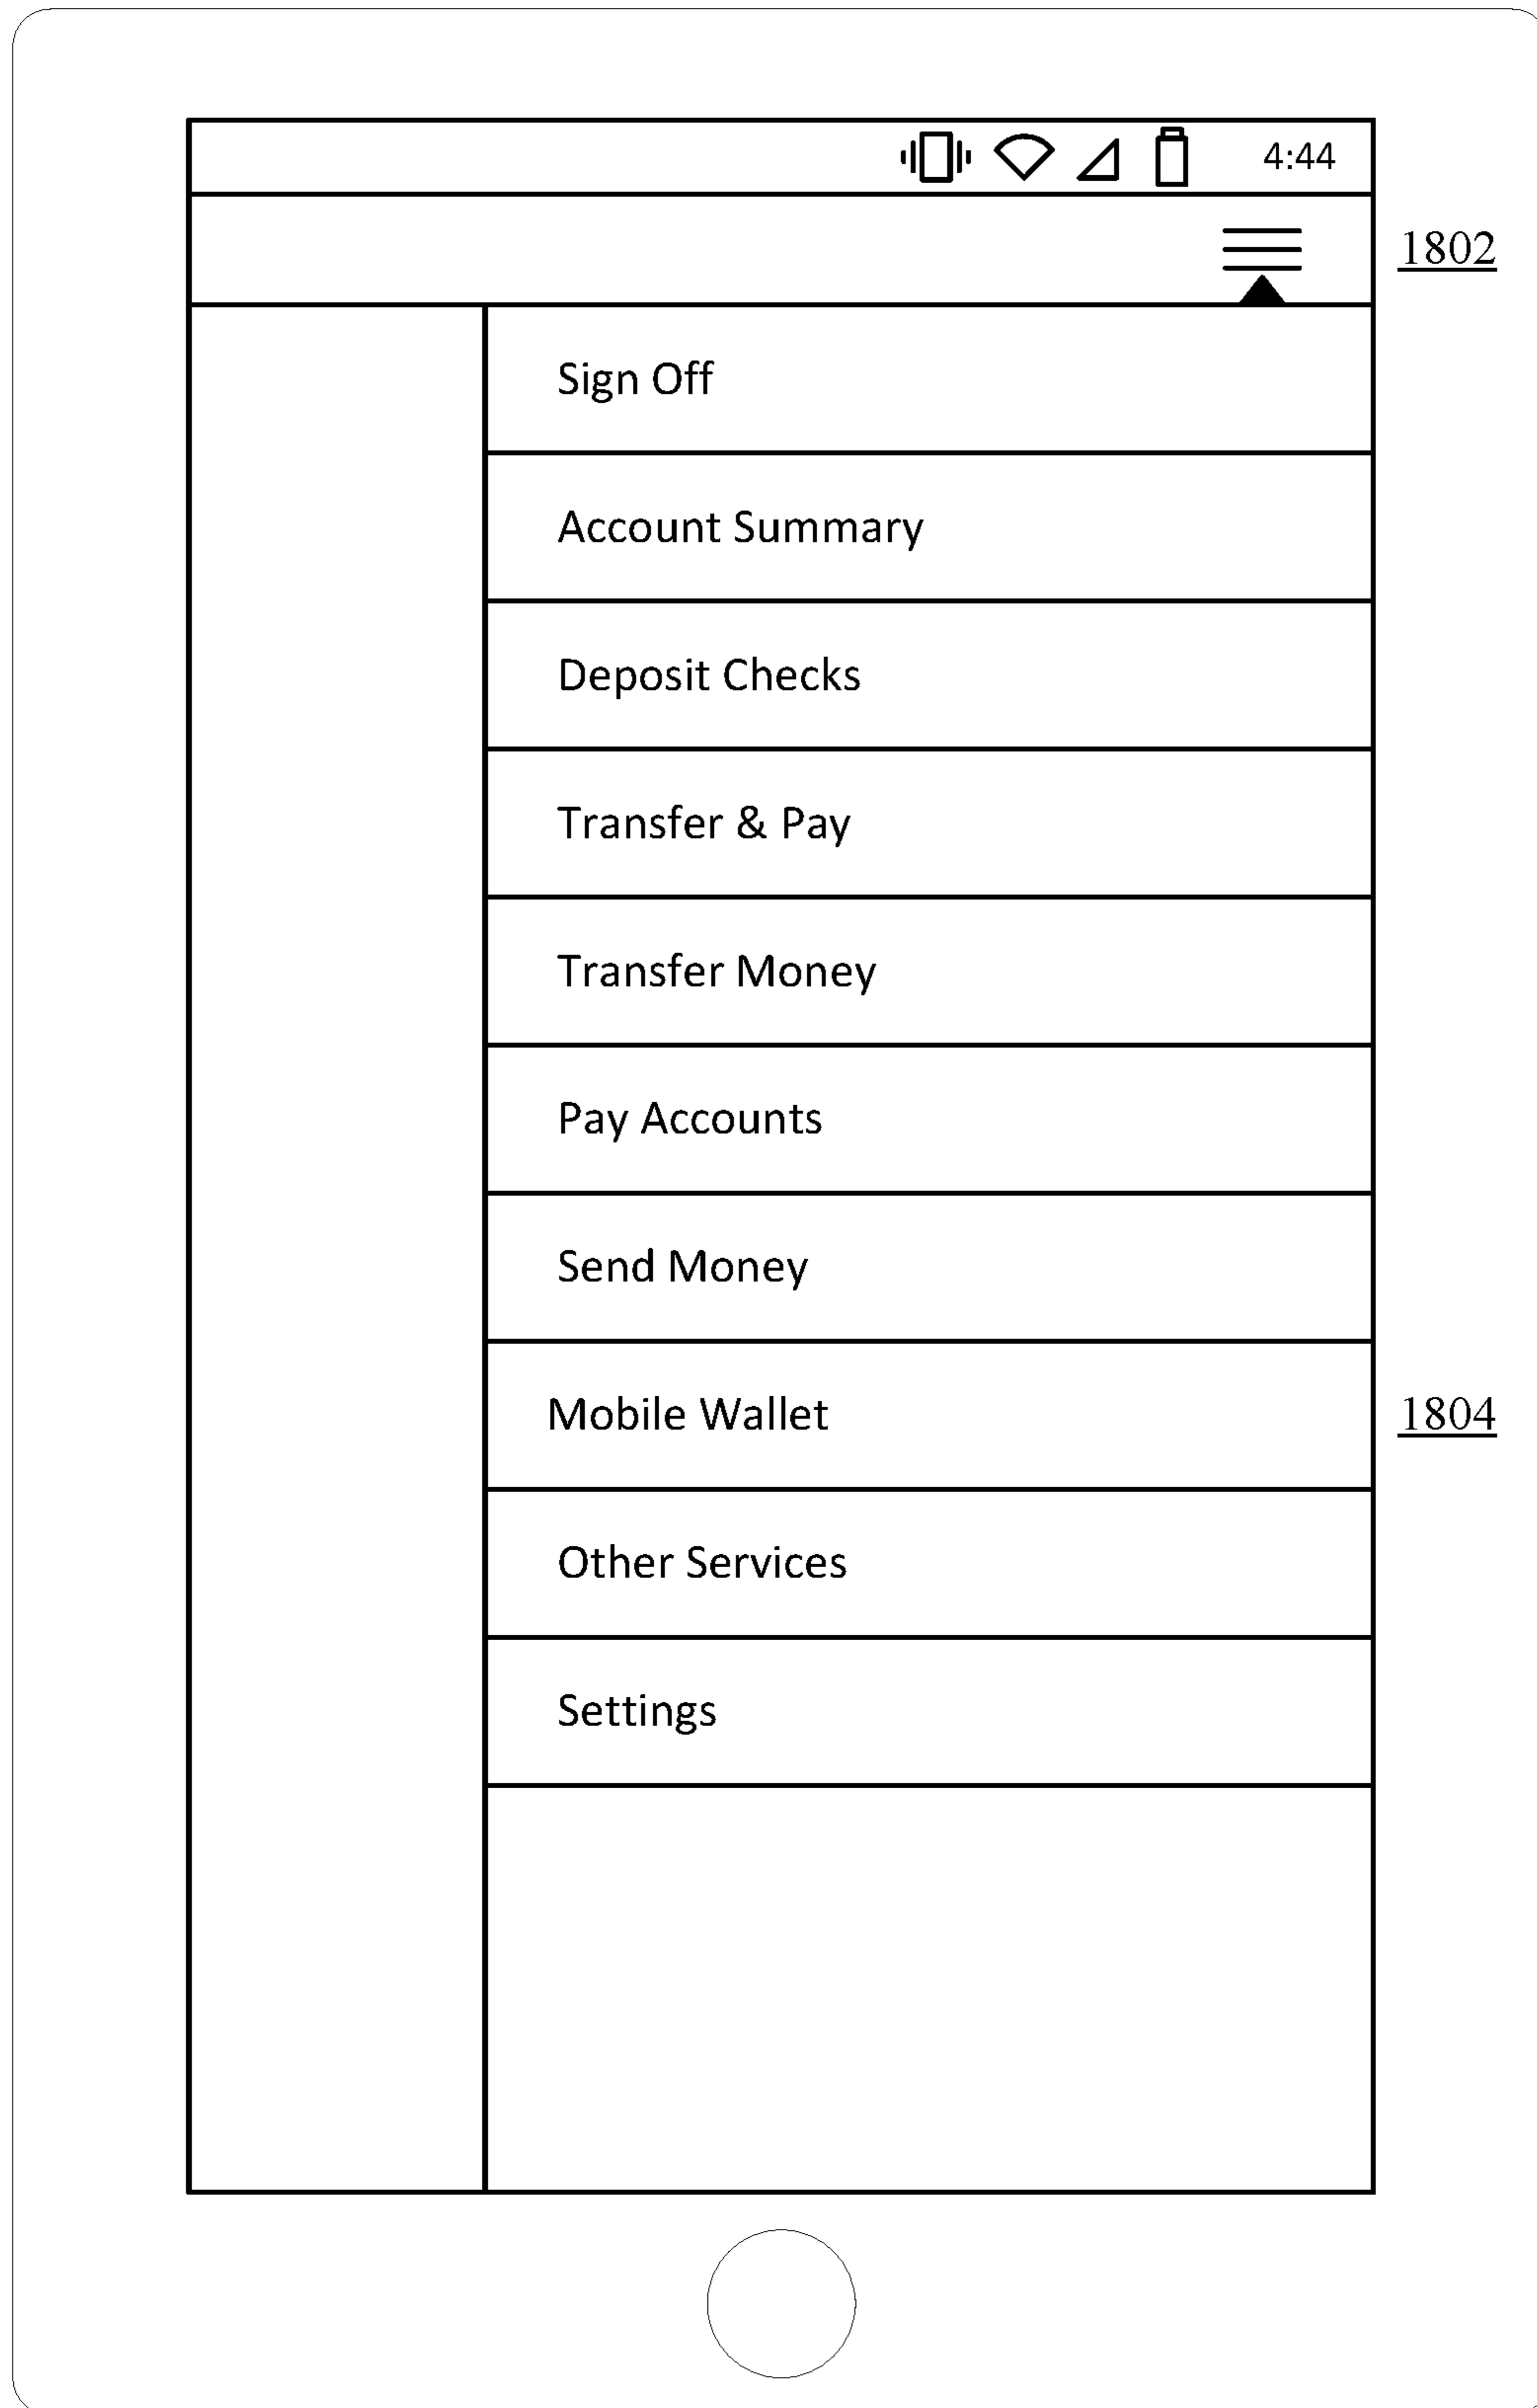 4:44
1802
Sign Off
Account Summary
Deposit Checks
Transfer & Pay
Transfer Money
Pay Accounts
Send Money
Mobile Wallet
1804
Other Services
Settings